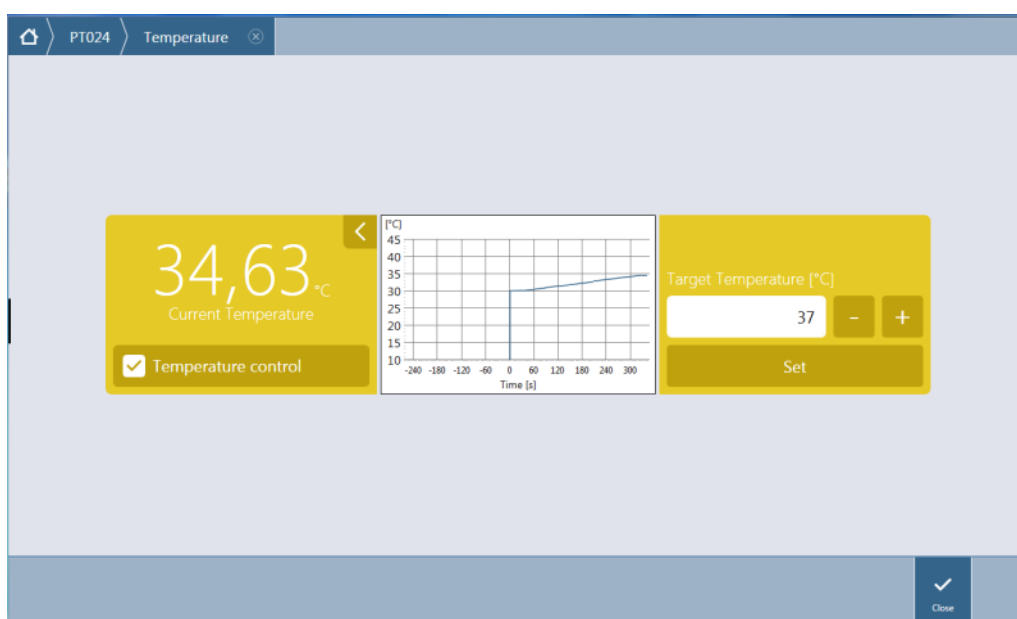 PT024 Temperature
34,63 °C
Current Temperature
Temperature control
[°C]
45
40
35
30
25
20
15
10
-240 -180 -120 -60 0 60 120 180 240 300
Time [s]
Target Temperature [°C]
37 - +
Set
Close